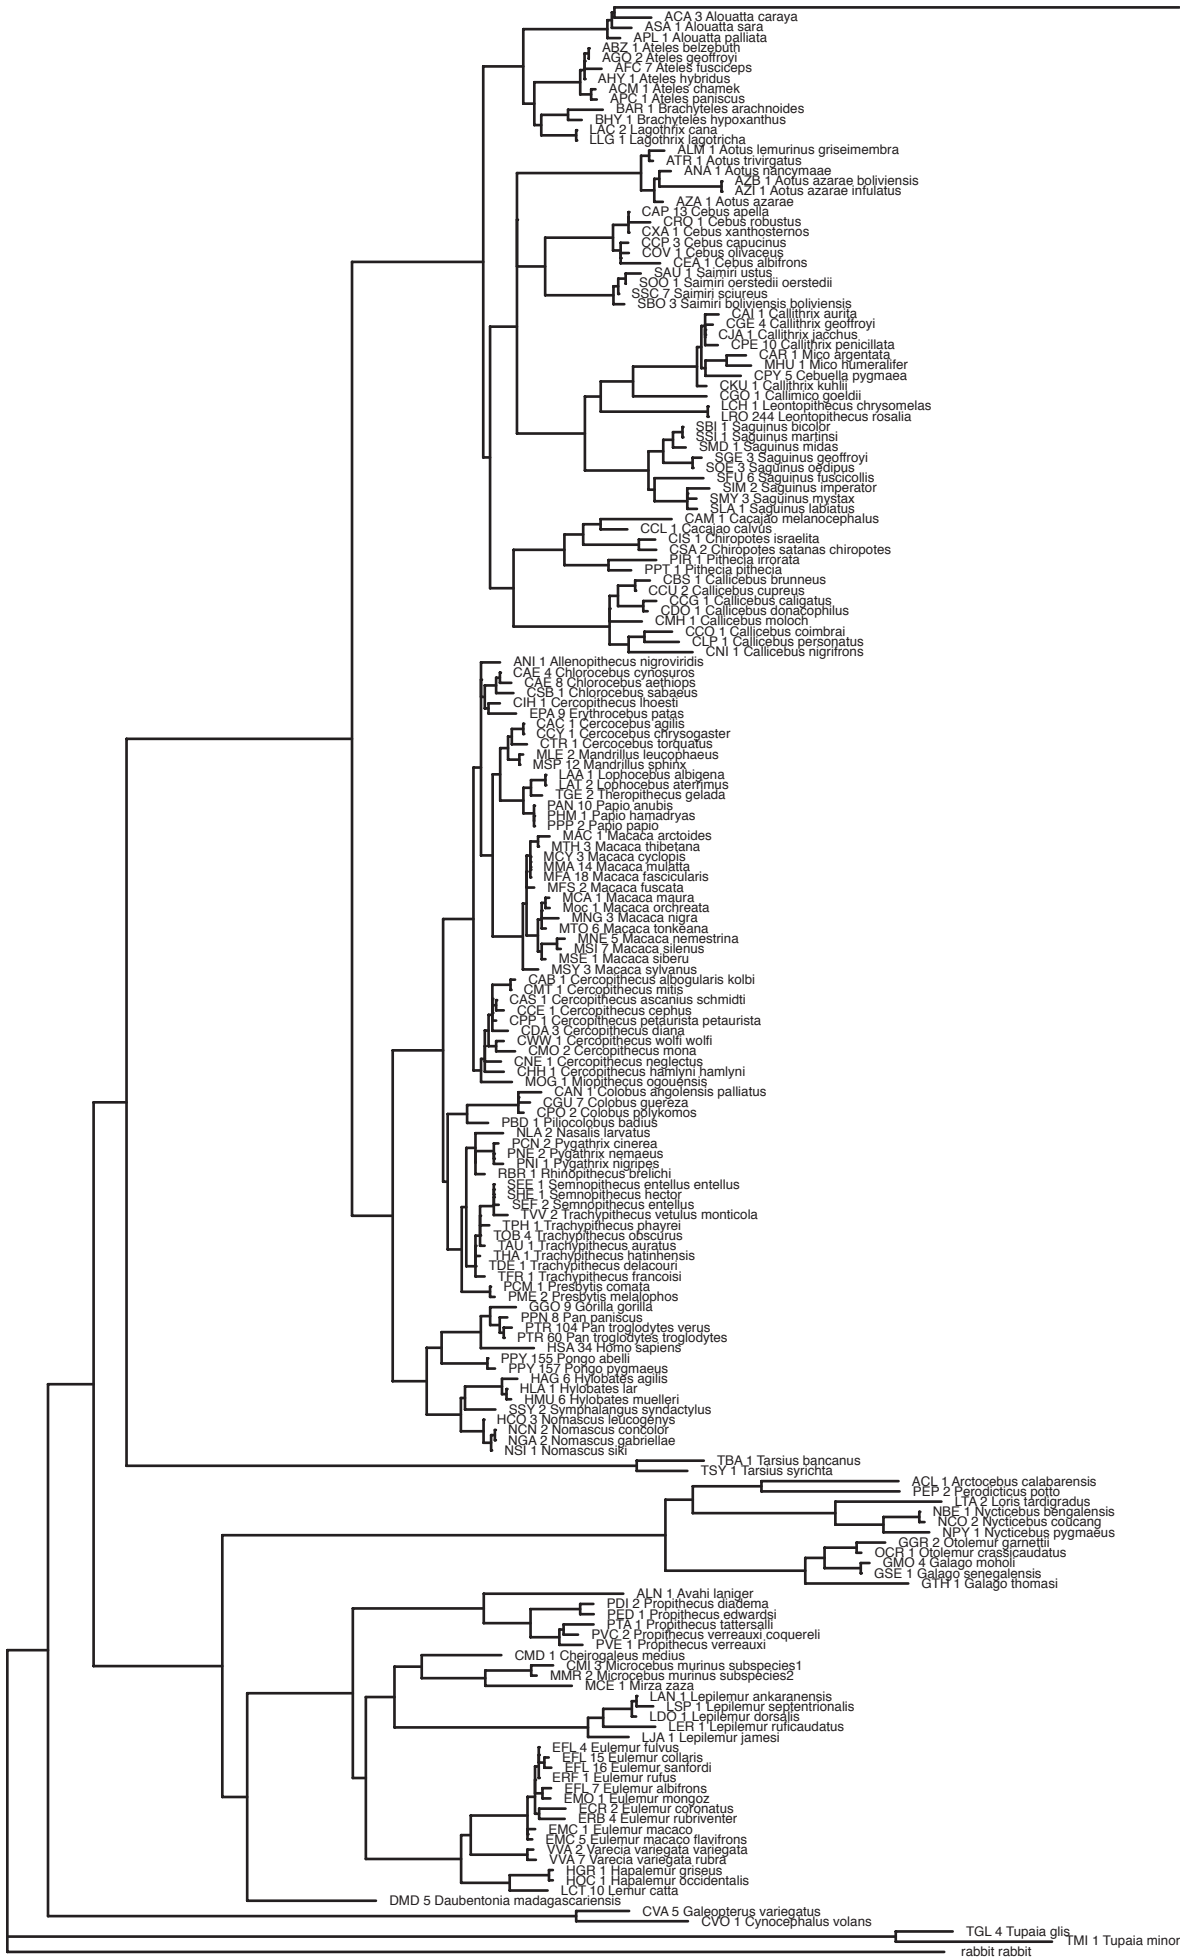 ACA 3 Alouatta caraya
ASA 1 Alouatta sara
APL 1 Alouatta palliata
ABZ 1 Ateles belzebuth
AGO 2 Ateles geoffroyi
AFC 7 Ateles fusciceps
AHY 1 Ateles hybridus
ACM 1 Ateles chamek
APC 1 Ateles paniscus
BAR 1 Brachyteles arachnoides
BHY 1 Brachyteles hypoxanthus
LAC 2 Lagothrix cana
LLG 1 Lagothrix lagotricha
ALM 1 Aotus lemurinus griseimembra
ATR 1 Aotus trivirgatus
ANA 1 Aotus nancymaae
AZB 1 Aotus azarae boliviensis
AZI 1 Aotus azarae infulatus
AZA 1 Aotus azarae
CAP 13 Cebus apella
CRO 1 Cebus robustus
CXA 1 Cebus xanthosternos
CCP 3 Cebus capucinus
COV 1 Cebus olivaceus
CEA 1 Cebus albifrons
SAU 1 Saimiri ustus
SOO 1 Saimiri oerstedii oerstedii
SSC 7 Saimiri sciureus
SBO 3 Saimiri boliviensis boliviensis
CAI 1 Callithrix aurita
CGE 4 Callithrix geoffroyi
CJA 1 Callithrix jacchus
CPE 10 Callithrix penicillata
CAR 1 Mico argentata
MHU 1 Mico humeralifer
CPY 5 Cebuella pygmaea
CKU 1 Callithrix kuhlii
CGO 1 Callimico goeldii
LCH 1 Leontopithecus chrysomelas
LRO 244 Leontopithecus rosalia
SBI 1 Saguinus bicolor
SSI 1 Saguinus martinsi
SMD 1 Saguinus midas
SGE 3 Saguinus geoffroyi
SOE 3 Saguinus oedipus
SFU 6 Saguinus fuscicollis
SIM 2 Saguinus imperator
SMY 3 Saguinus mystax
SLA 1 Saguinus labiatus
CAM 1 Cacajao melanocephalus
CCL 1 Cacajao calvus
CIS 1 Chiropotes israelita
CSA 2 Chiropotes satanas chiropotes
PIR 1 Pithecia irrorata
PPT 1 Pithecia pithecia
CBS 1 Callicebus brunneus
CCU 2 Callicebus cupreus
CCG 1 Callicebus caligatus
CDO 1 Callicebus donacophilus
CMH 1 Callicebus moloch
CCO 1 Callicebus coimbrai
CLP 1 Callicebus personatus
CNI 1 Callicebus nigrifrons
ANI 1 Allenopithecus nigroviridis
CAE 4 Chlorocebus cynosuros
CAE 8 Chlorocebus aethiops
CSB 1 Chlorocebus sabaeus
CIH 1 Cercopithecus lhoesti
EPA 9 Erythrocebus patas
CAC 1 Cercocebus agilis
CCY 1 Cercocebus chrysogaster
CTR 1 Cercocebus torquatus
MLE 2 Mandrillus leucophaeus
MSP 12 Mandrillus sphinx
LAA 1 Lophocebus albigena
LAT 2 Lophocebus aterrimus
TGE 2 Theropithecus gelada
PAN 10 Papio anubis
PHM 1 Papio hamadryas
PPP 2 Papio papio
MAC 1 Macaca arctoides
MTH 3 Macaca thibetana
MCY 3 Macaca cyclopis
MMA 14 Macaca mulatta
MFA 18 Macaca fascicularis
MFS 2 Macaca fuscata
MCA 1 Macaca maura
Moc 1 Macaca orchreata
MNG 3 Macaca nigra
MTO 6 Macaca tonkeana
MNE 5 Macaca nemestrina
MSI 7 Macaca silenus
MSE 1 Macaca siberu
MSY 3 Macaca sylvanus
CAB 1 Cercopithecus albogularis kolbi
CMT 1 Cercopithecus mitis
CAS 1 Cercopithecus ascanius schmidti
CCE 1 Cercopithecus cephus
CPP 1 Cercopithecus petaurista petaurista
CDA 3 Cercopithecus diana
CWW 1 Cercopithecus wolfi wolfi
CMO 2 Cercopithecus mona
CNE 1 Cercopithecus neglectus
CHH 1 Cercopithecus hamlyni hamlyni
MOG 1 Miopithecus ogouensis
CAN 1 Colobus angolensis palliatus
CGU 7 Colobus guereza
CPO 2 Colobus polykomos
PBD 1 Piliocolobus badius
NLA 2 Nasalis larvatus
PCN 2 Pygathrix cinerea
PNE 2 Pygathrix nemaeus
PNI 1 Pygathrix nigripes
RBR 1 Rhinopithecus brelichi
SEE 1 Semnopithecus entellus entellus
SHE 1 Semnopithecus hector
SEF 2 Semnopithecus entellus
TVV 2 Trachypithecus vetulus monticola
TPH 1 Trachypithecus phayrei
TOB 4 Trachypithecus obscurus
TAU 1 Trachypithecus auratus
THA 1 Trachypithecus hatinhensis
TDE 1 Trachypithecus delacouri
TFR 1 Trachypithecus francoisi
PCM 1 Presbytis comata
PME 2 Presbytis melalophos
GGO 9 Gorilla gorilla
PPN 8 Pan paniscus
PTR 104 Pan troglodytes verus
PTR 60 Pan troglodytes troglodytes
HSA 34 Homo sapiens
PPY 155 Pongo abelli
PPY 157 Pongo pygmaeus
HAG 6 Hylobates agilis
HLA 1 Hylobates lar
HMU 6 Hylobates muelleri
SSY 2 Symphalangus syndactylus
HCO 3 Nomascus leucogenys
NCN 2 Nomascus concolor
NGA 2 Nomascus gabriellae
NSI 1 Nomascus siki
TBA 1 Tarsius bancanus
TSY 1 Tarsius syrichta
ACL 1 Arctocebus calabarensis
PEP 2 Perodicticus potto
LTA 2 Loris tardigradus
NBE 1 Nycticebus bengalensis
NCO 2 Nycticebus coucang
NPY 1 Nycticebus pygmaeus
GGR 2 Otolemur garnettii
OCR 1 Otolemur crassicaudatus
GMO 4 Galago moholi
GSE 1 Galago senegalensis
GTH 1 Galago thomasi
ALN 1 Avahi laniger
PDI 2 Propithecus diadema
PED 1 Propithecus edwardsi
PTA 1 Propithecus tattersalli
PVC 2 Propithecus verreauxi coquereli
PVE 1 Propithecus verreauxi
CMD 1 Cheirogaleus medius
CMI 3 Microcebus murinus subspecies1
MMR 2 Microcebus murinus subspecies2
MCE 1 Mirza zaza
LAN 1 Lepilemur ankaranensis
LSP 1 Lepilemur septentrionalis
LDO 1 Lepilemur dorsalis
LER 1 Lepilemur ruficaudatus
LJA 1 Lepilemur jamesi
EFL 4 Eulemur fulvus
EFL 15 Eulemur collaris
EFL 16 Eulemur sanfordi
ERF 1 Eulemur rufus
EFL 7 Eulemur albifrons
EMO 1 Eulemur mongoz
ECR 2 Eulemur coronatus
ERB 4 Eulemur rubriventer
EMC 1 Eulemur macaco
EMC 5 Eulemur macaco flavifrons
VVA 2 Varecia variegata variegata
VVA 7 Varecia variegata rubra
HGR 1 Hapalemur griseus
HOC 1 Hapalemur occidentalis
LCT 10 Lemur catta
DMD 5 Daubentonia madagascariensis
CVA 5 Galeopterus variegatus
CVO 1 Cynocephalus volans
TGL 4 Tupaia glis
TMI 1 Tupaia minor
rabbit rabbit